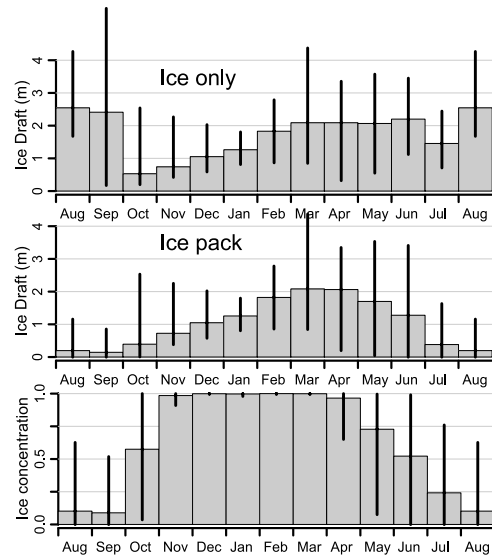 4
3
2
1
0
Ice Draft (m)
Ice only
Aug Sep Oct Nov Dec Jan Feb Mar Apr May Jun Jul Aug
4
3
2
1
0
Ice Draft (m)
Ice pack
Aug Sep Oct Nov Dec Jan Feb Mar Apr May Jun Jul Aug
1.0
0.5
0.0
Ice concentration
Aug Sep Oct Nov Dec Jan Feb Mar Apr May Jun Jul Aug